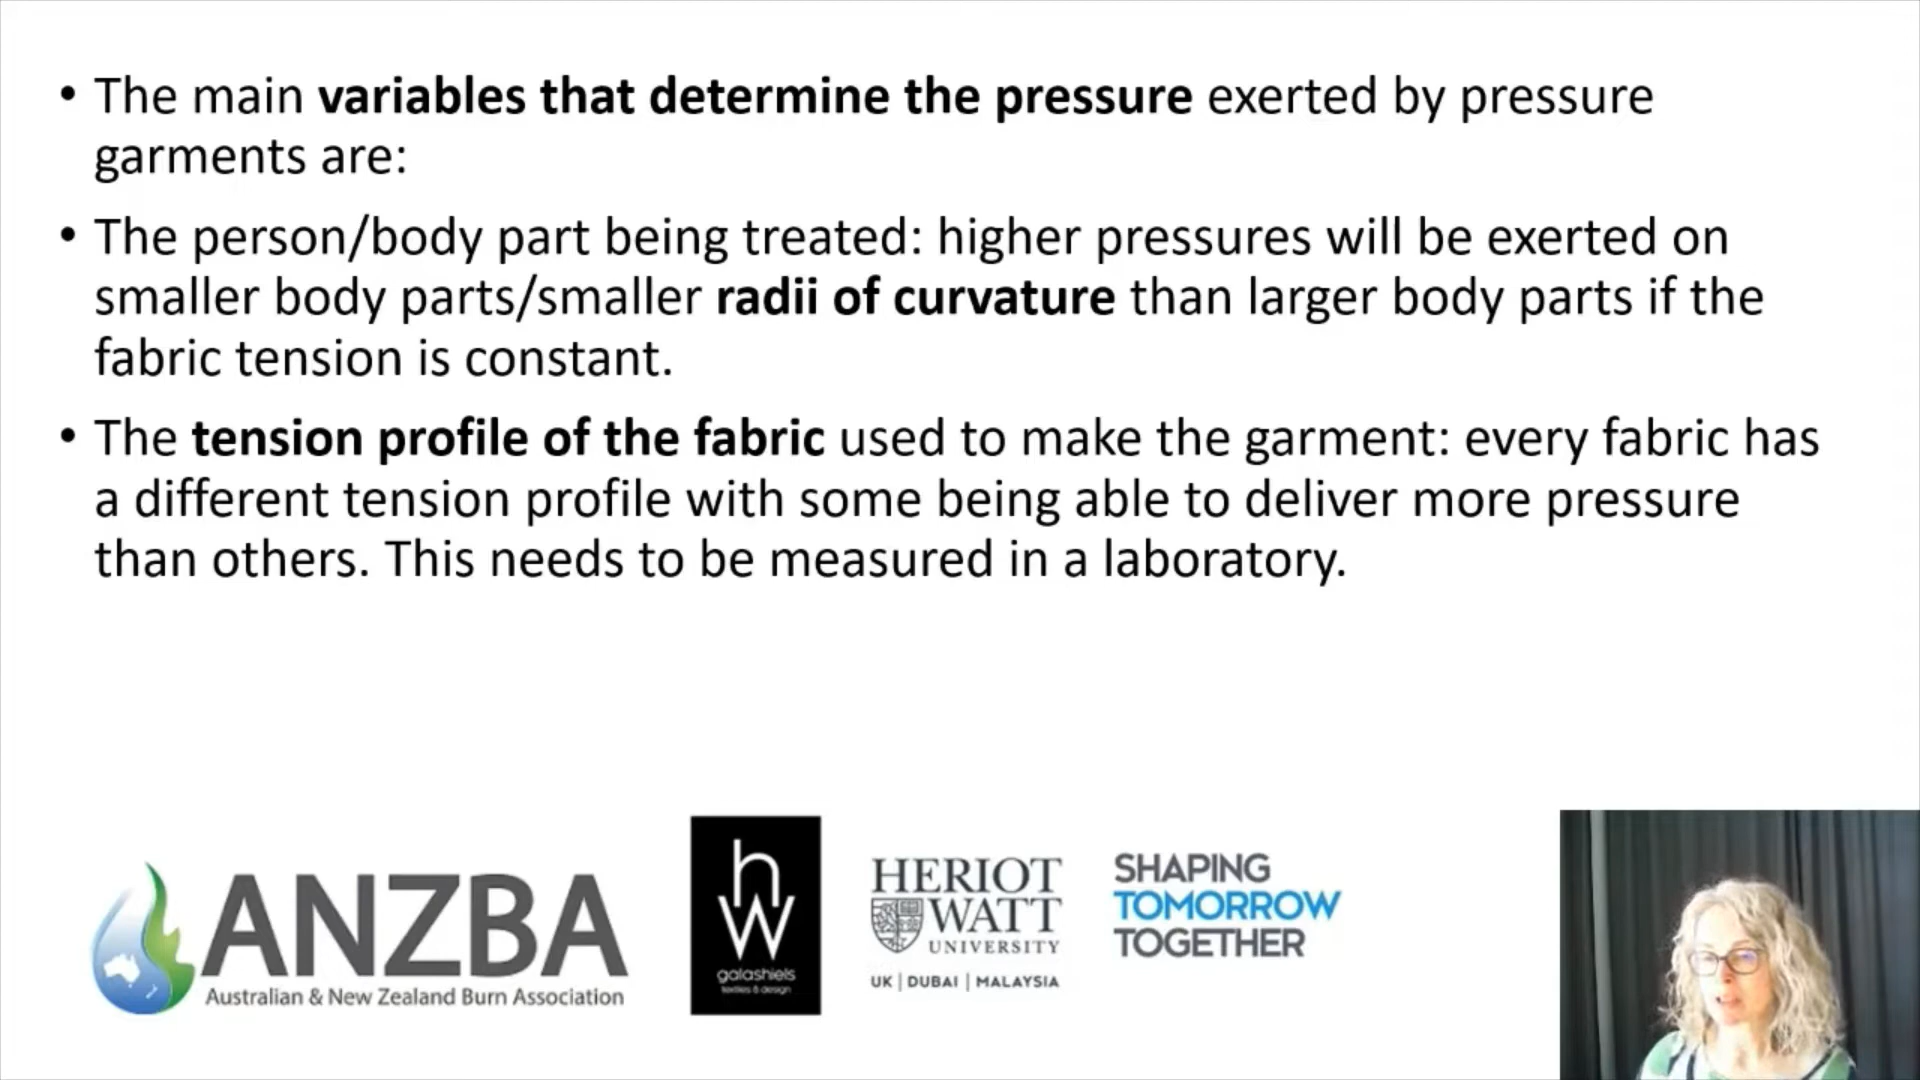 • The main variables that determine the pressure exerted by pressure
garments are:
• The person/body part being treated: higher pressures will be exerted on
smaller body parts/smaller radii of curvature than larger body parts if the
fabric tension is constant.
• The tension profile of the fabric used to make the garment: every fabric has
a different tension profile with some being able to deliver more pressure
than others. This needs to be measured in a laboratory.
ANZBA
Australian & New Zealand Burn Association
hw
galashiels
textiles & design
HERIOT
WATT
UNIVERSITY
UK | DUBAI | MALAYSIA
SHAPING
TOMORROW
TOGETHER